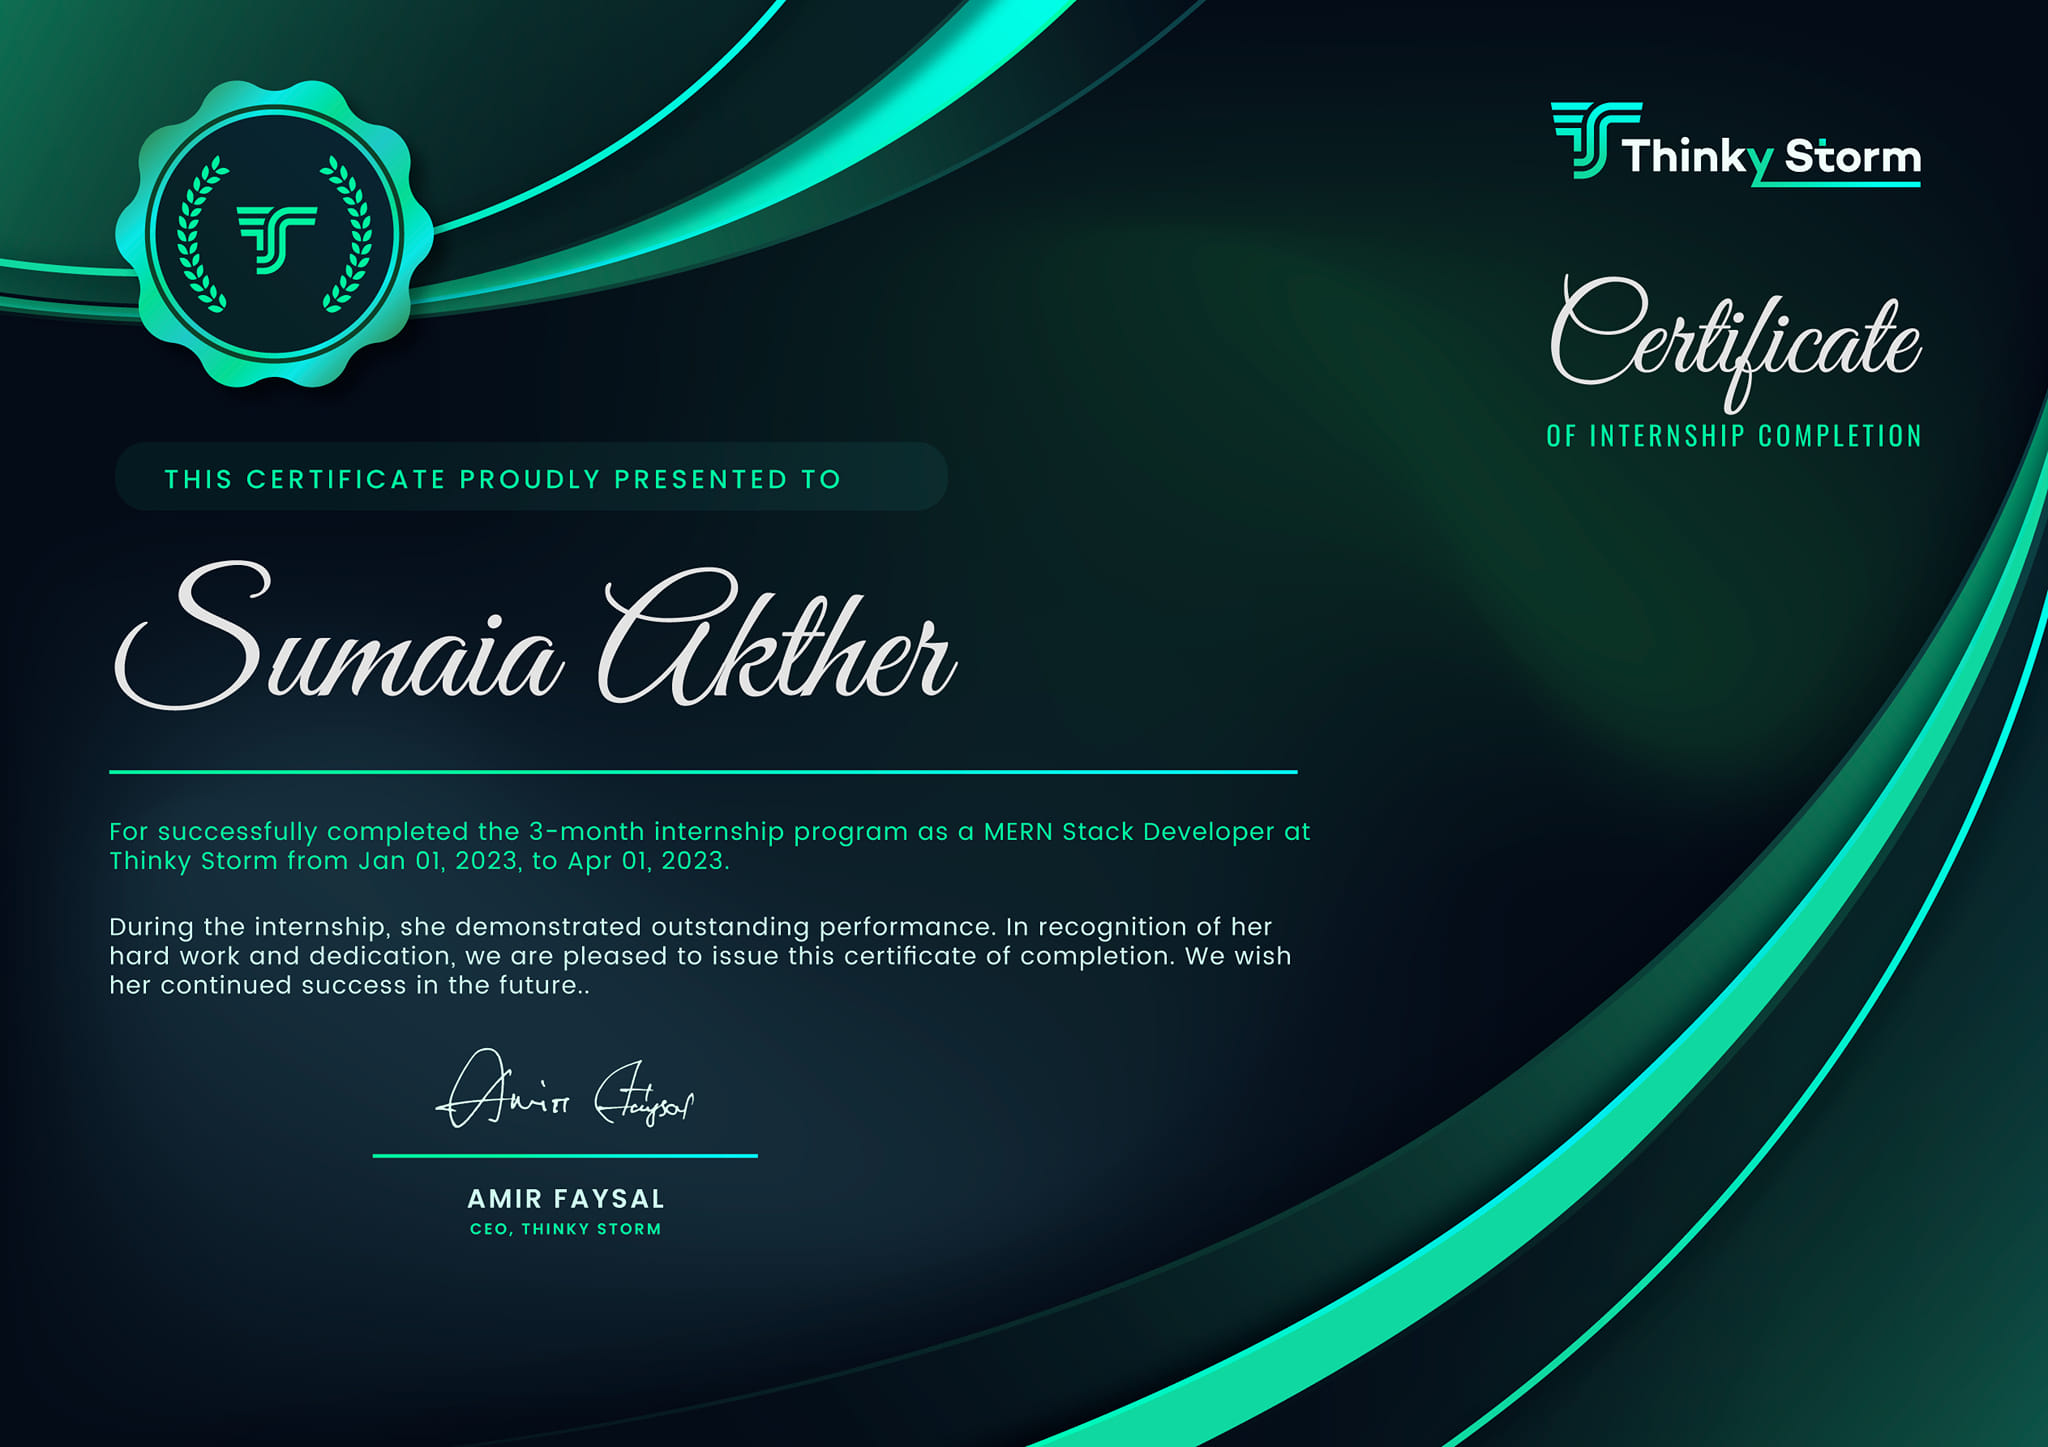 Thinky Storm
Certificate
OF INTERNSHIP COMPLETION
THIS CERTIFICATE PROUDLY PRESENTED TO
Sumaia Akther
For successfully completed the 3-month internship program as a MERN Stack Developer at
Thinky Storm from Jan 01, 2023, to Apr 01, 2023.
During the internship, she demonstrated outstanding performance. In recognition of her
hard work and dedication, we are pleased to issue this certificate of completion. We wish
her continued success in the future..
Amir Faysal
AMIR FAYSAL
CEO, THINKY STORM